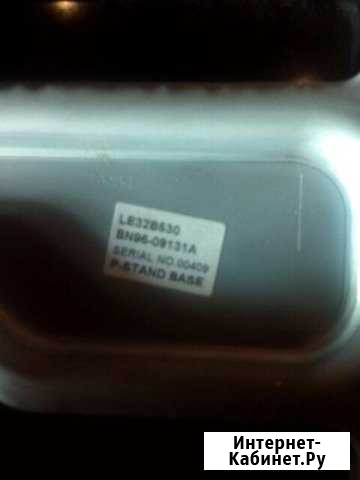 LE32B530
BN96-09131A
SERIAL NO.00409
P-STAND BASE
Интернет-
Кабинет.Ру